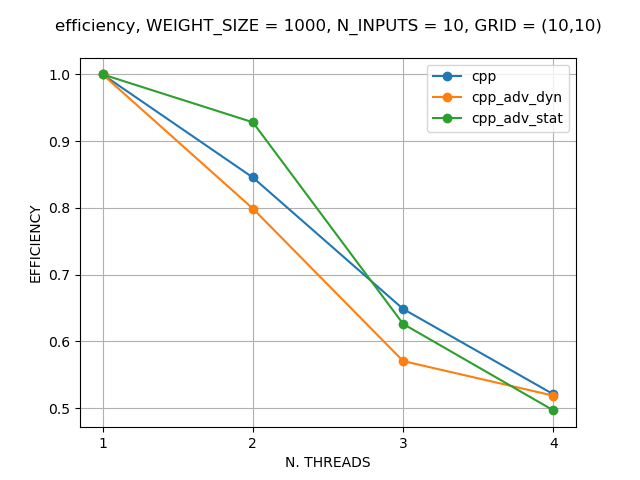 efficiency, WEIGHT_SIZE = 1000, N_INPUTS = 10, GRID = (10,10)
cpp
cpp_adv_dyn
cpp_adv_stat
1.0
0.9
0.8
0.7
0.6
0.5
EFFICIENCY
1 2 3 4
N. THREADS